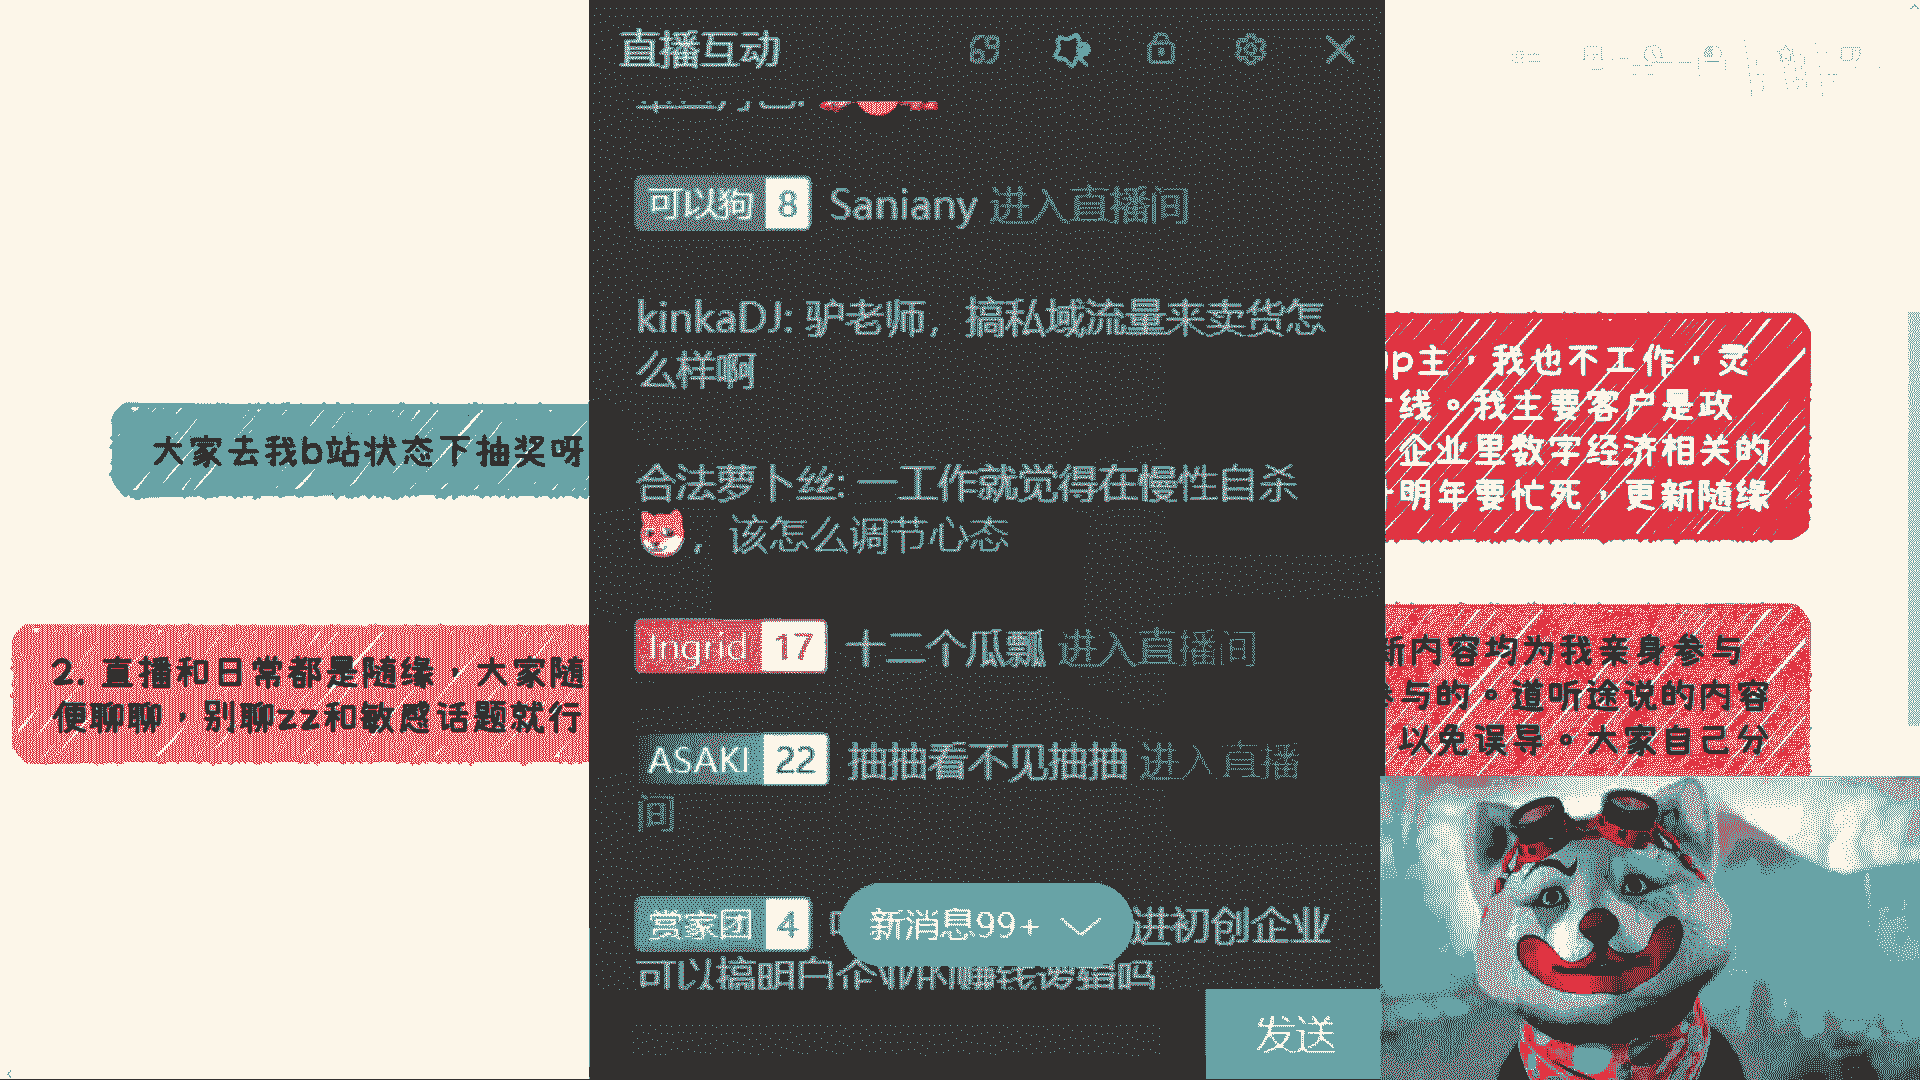 直播互动
可以狗 8 Saniany 进入直播间
kinkaDJ: 驴老师，搞私域流量来卖货怎
么样啊
合法萝卜丝: 一工作就觉得在慢性自杀
，该怎么调节心态
Ingrid 17 十二个瓜瓢 进入直播间
ASAKI 22 抽抽看不见抽抽 进入直播
间
赏家团 4
新消息99+
进初创企业
可以搞明白企业的赚钱逻辑吗
发送
大家去我b站状态下抽奖呀
2. 直播和日常都是随缘，大家随
便聊聊，别聊zz和敏感话题就行
p主，我也不工作，灵
线。我主要客户是政
企业里数字经济相关的
明年要忙死，更新随缘
新内容均为我亲身参与
参与的。道听途说的内容
以免误导。大家自己分